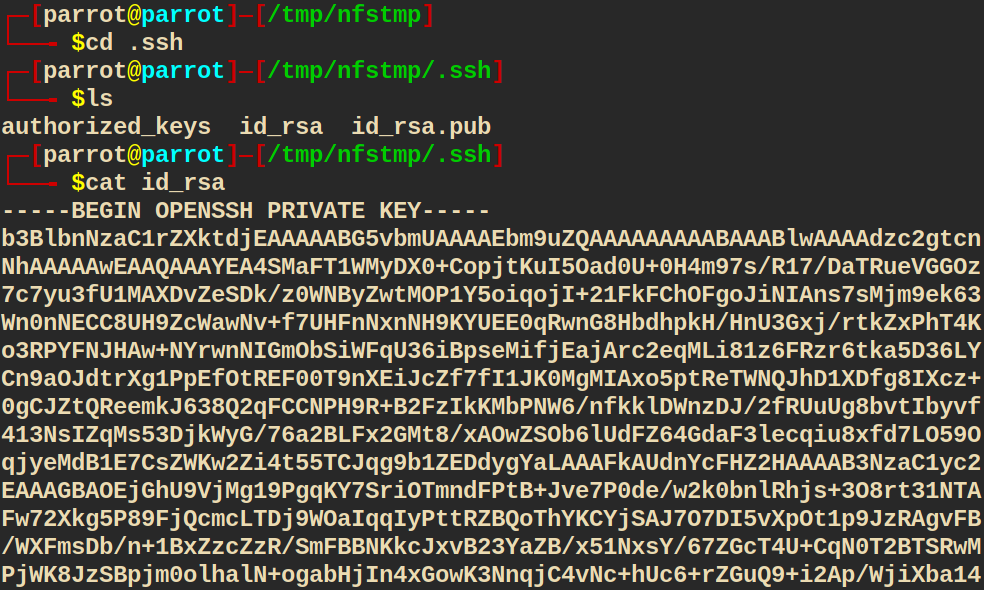 [parrot@parrot]─[/tmp/nfstmp]
$cd .ssh
[parrot@parrot]─[/tmp/nfstmp/.ssh]
$ls
authorized_keys  id_rsa  id_rsa.pub
[parrot@parrot]─[/tmp/nfstmp/.ssh]
$cat id_rsa
-----BEGIN OPENSSH PRIVATE KEY-----
b3BlbnNzaC1rZXktdjEAAAAABG5vbmUAAAAEbm9uZQAAAAAAAAABAAABlwAAAAdzc2gtcn
NhAAAAAwEAAQAAAYEA4SMaFT1WMyDX0+CopjtKuI5Oad0U+0H4m97s/R17/DaTRueVGGOz
7c7yu3fU1MAXDvZeSDk/z0WNByZwtMOP1Y5oiqojI+21FkFChOFgoJiNIAns7sMjm9ek63
Wn0nNECC8UH9ZcWawNv+f7UHFnNxnNH9KYUEE0qRwnG8HbdhpkH/HnU3Gxj/rtkZxPhT4K
o3RPYFNJHAw+NYrwnNIGmObSiWFqU36iBpseMifjEajArc2eqMLi81z6FRzr6tka5D36LY
Cn9aOJdtrXg1PpEfOtREF00T9nXEiJcZf7fI1JK0MgMIAxo5ptReTWNQJhD1XDfg8IXcz+
0gCJZtQReemkJ638Q2qFCCNPH9R+B2FzIkKMbPNW6/nfkklDWnzDJ/2fRUuUg8bvtIbyvf
413NsIZqMs53DjkWyG/76a2BLFx2GMt8/xAOwZSOb6lUdFZ64GdaF3lecqiu8xfd7LO59O
qjyeMdB1E7CsZWKw2Zi4t55TCJqg9b1ZEDdygYaLAAAFkAUdnYcFHZ2HAAAAB3NzaC1yc2
EAAAGBAOEjGhU9VjMg19PgqKY7SriOTmndFPtB+Jve7P0de/w2k0bnlRhjs+3O8rt31NTA
Fw72Xkg5P89FjQcmcLTDj9WOaIqqIyPttRZBQoThYKCYjSAJ7O7DI5vXpOt1p9JzRAgvFB
/WXFmsDb/n+1BxZzcZzR/SmFBBNKkcJxvB23YaZB/x51NxsY/67ZGcT4U+CqN0T2BTSRwM
PjWK8JzSBpjm0olhalN+ogabHjIn4xGowK3NnqjC4vNc+hUc6+rZGuQ9+i2Ap/WjiXba14